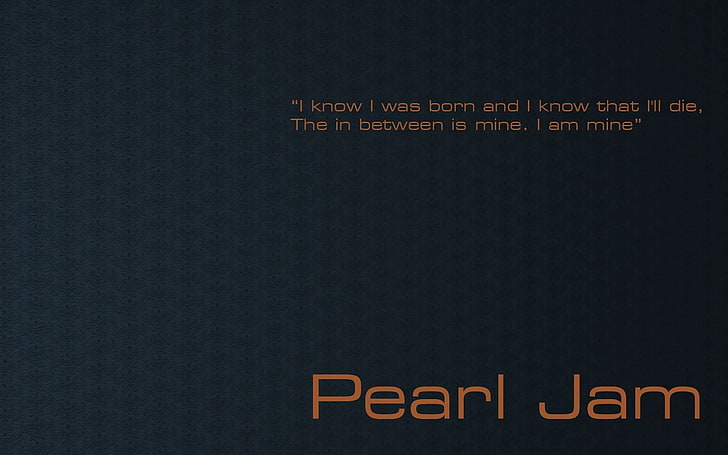 “I know I was born and I know that I'll die,
The in between is mine. I am mine”
Pearl Jam